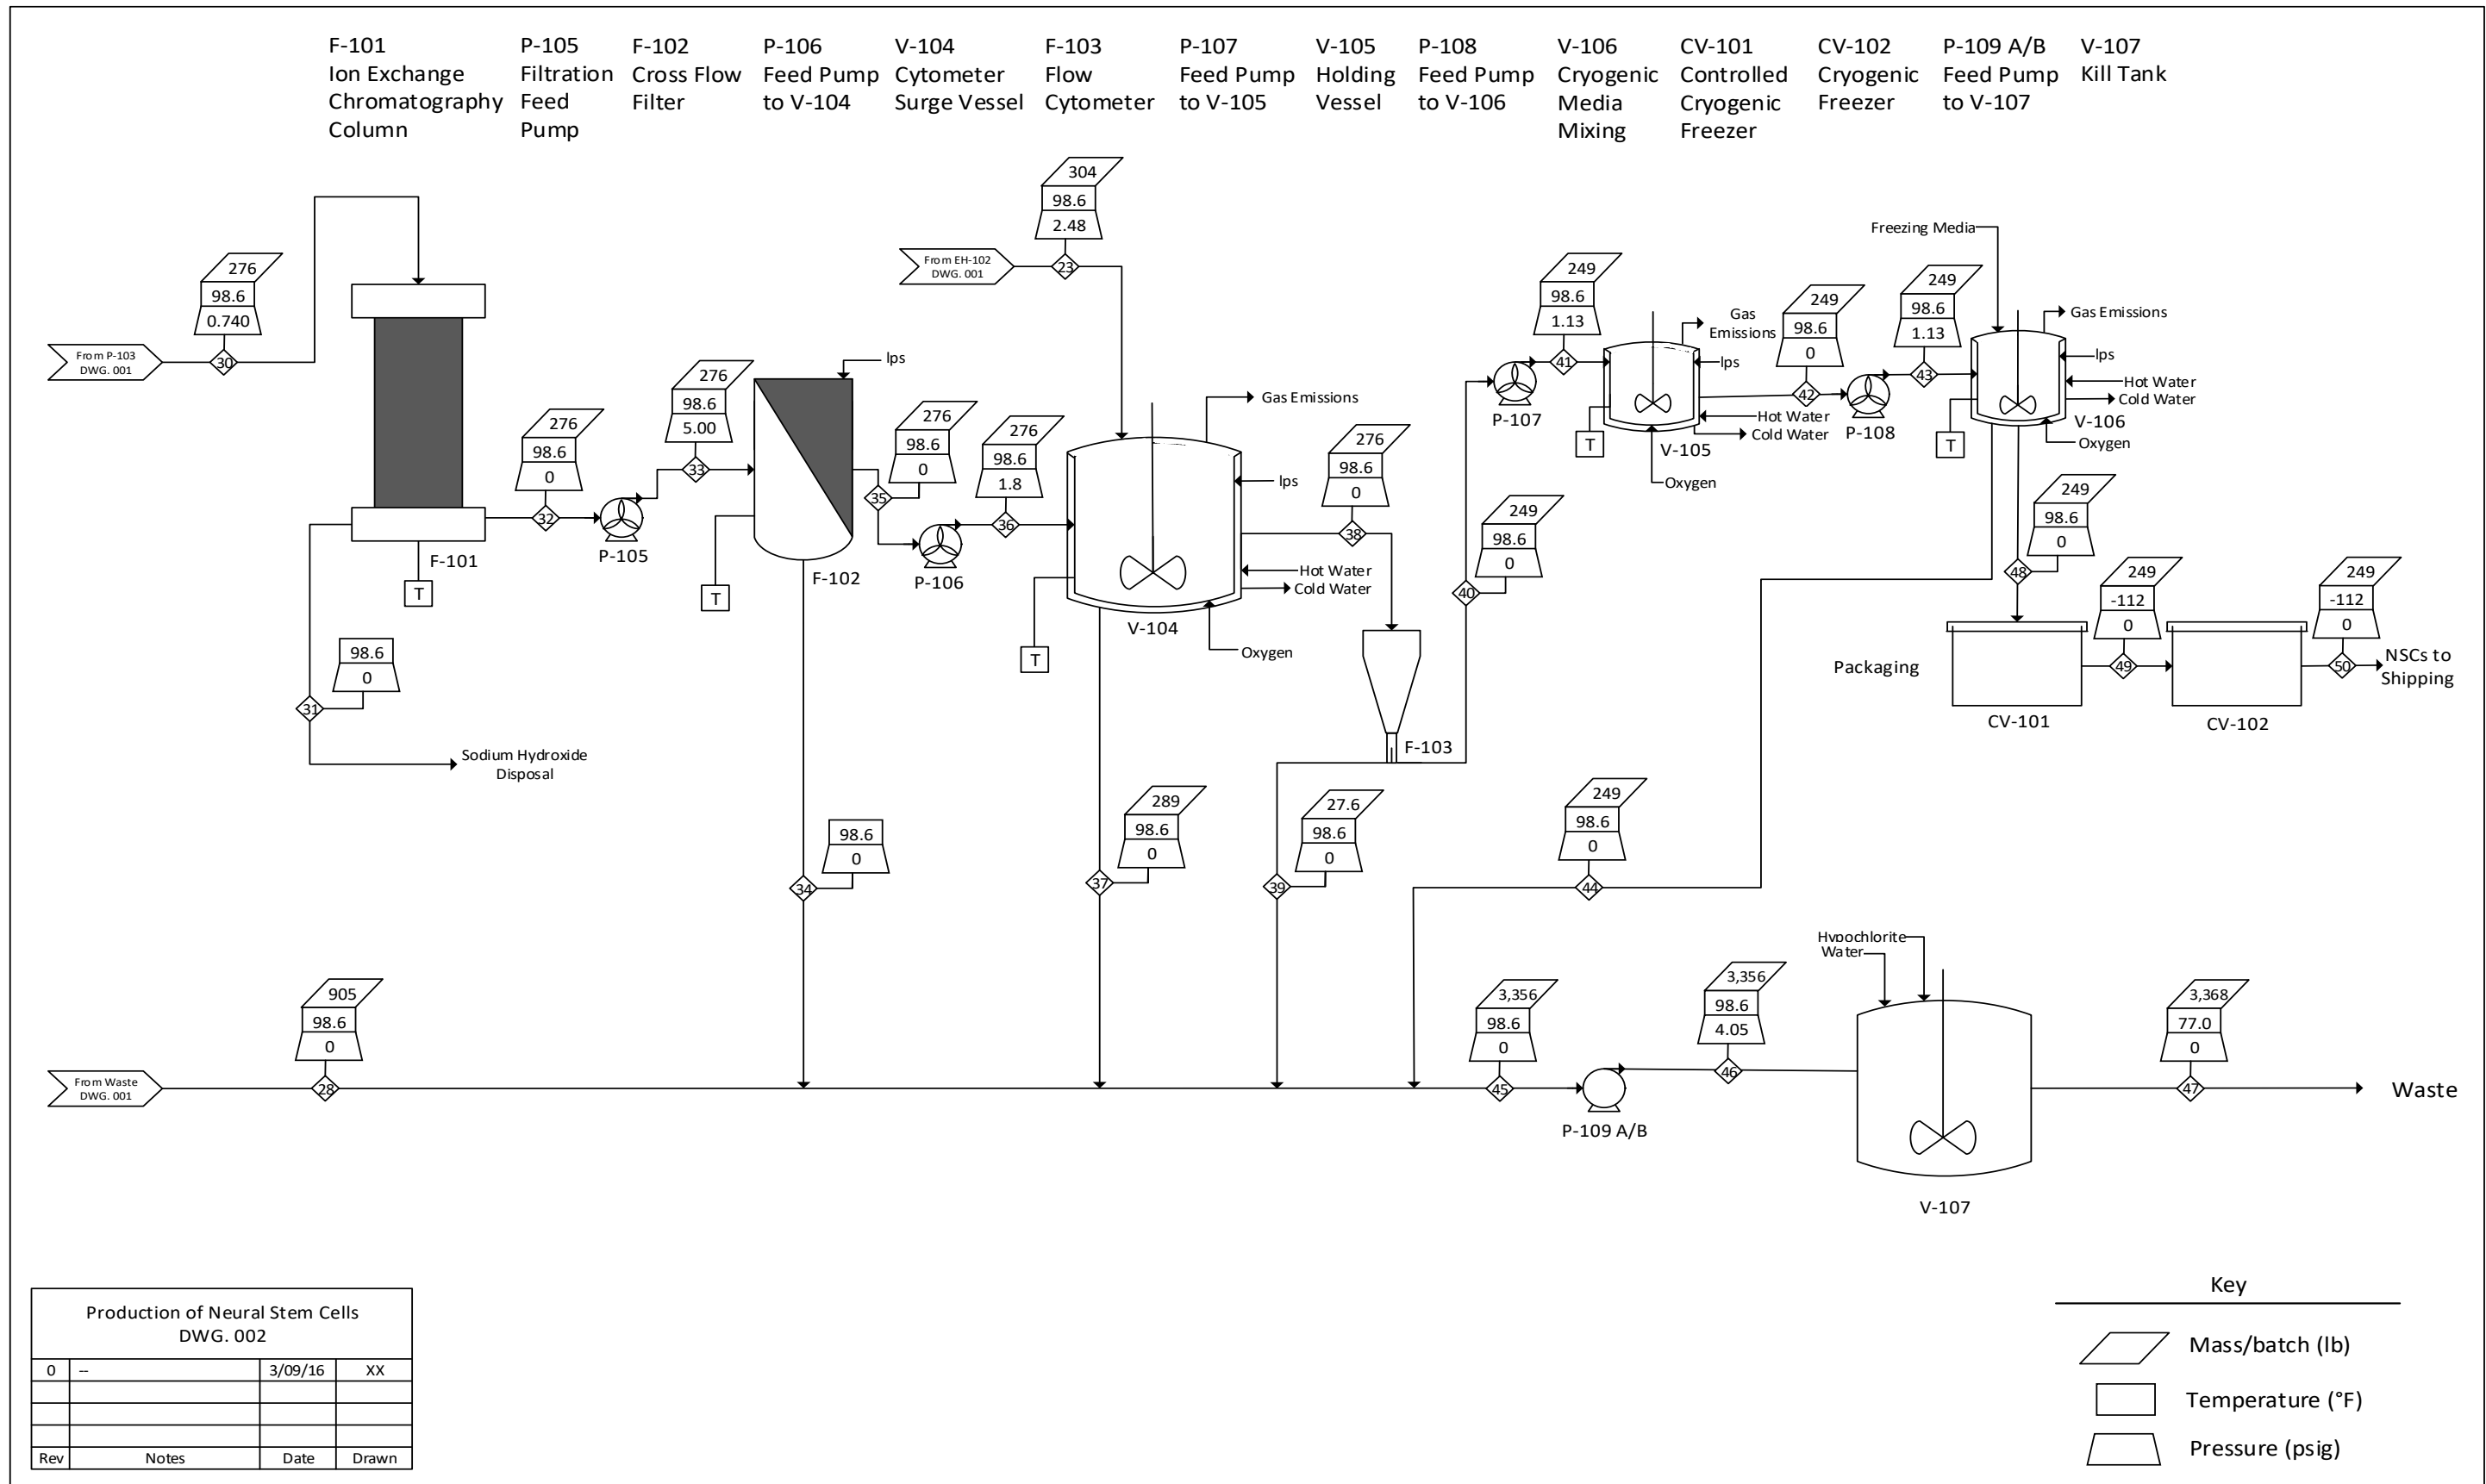 F-101
Ion Exchange
Chromatography
Column
P-105
Filtration
Feed
Pump
F-102
Cross Flow
Filter
P-106
Feed Pump
to V-104
V-104
Cytometer
Surge Vessel
F-103
Flow
Cytometer
P-107
Feed Pump
to V-105
V-105
Holding
Vessel
P-108
Feed Pump
to V-106
V-106
Cryogenic
Media
Mixing
CV-101
Controlled
Cryogenic
Freezer
CV-102
Cryogenic
Freezer
P-109 A/B
Feed Pump
to V-107
V-107
Kill Tank
From P-103
DWG. 001
276
98.6
0.740
30
F-101
T
98.6
0
31
Sodium Hydroxide
Disposal
276
98.6
0
32
P-105
276
98.6
5.00
33
lps
T
F-102
276
98.6
0
35
P-106
276
98.6
1.8
36
From EH-102
DWG. 001
304
98.6
2.48
23
Gas Emissions
lps
Hot Water
Cold Water
Oxygen
T
V-104
276
98.6
0
38
F-103
249
98.6
0
40
P-107
249
98.6
1.13
41
Gas
Emissions
lps
Hot Water
Cold Water
Oxygen
T
V-105
249
98.6
0
42
P-108
249
98.6
1.13
43
Freezing Media
Gas Emissions
lps
Hot Water
Cold Water
V-106
Oxygen
T
249
98.6
0
48
Packaging
CV-101
249
-112
0
49
CV-102
249
-112
0
50
NSCs to
Shipping
98.6
0
34
289
98.6
0
37
27.6
98.6
0
39
249
98.6
0
44
From Waste
DWG. 001
905
98.6
0
28
3,356
98.6
0
45
P-109 A/B
3,356
98.6
4.05
46
Hypochlorite
Water
V-107
3,368
77.0
0
47
Waste
Production of Neural Stem Cells
DWG. 002
0 -- 3/09/16 XX
Rev Notes Date Drawn
Key
Mass/batch (lb)
Temperature (°F)
Pressure (psig)